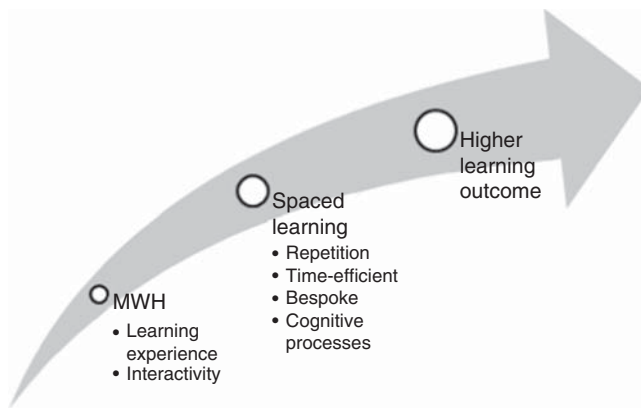 MWH
• Learning
experience
• Interactivity
Spaced
learning
• Repetition
• Time-efficient
• Bespoke
• Cognitive
processes
Higher
learning
outcome